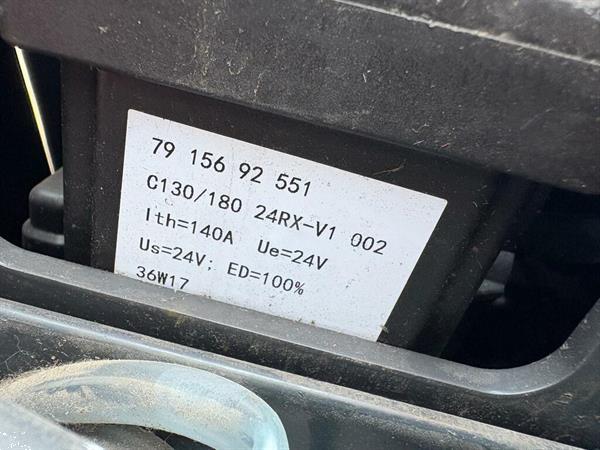 79 156 92 551
C130/180 24RX-V1 002
Ith=140A Ue=24V
Us=24V; ED=100%
36W17